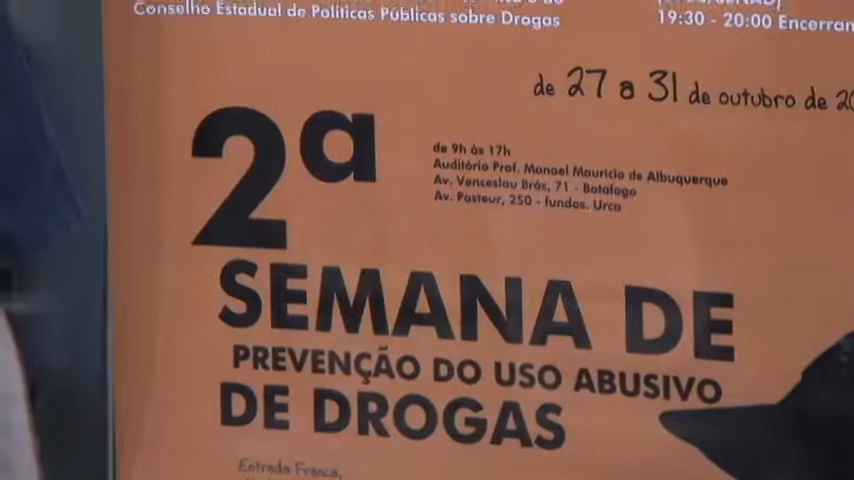 Conselho Estadual de Políticas Públicas sobre Drogas
19:30 - 20:00 Encerran
de 27 a 31 de outubro de 20
2ª
de 9h às 17h
Auditório Prof. Manoel Maurício de Albuquerque
Av. Venceslau Brás, 71 - Botafogo
Av. Pasteur, 250 - fundos. Urca
SEMANA DE
PREVENÇÃO DO USO ABUSIVO
DE DROGAS
Entrada Franca,